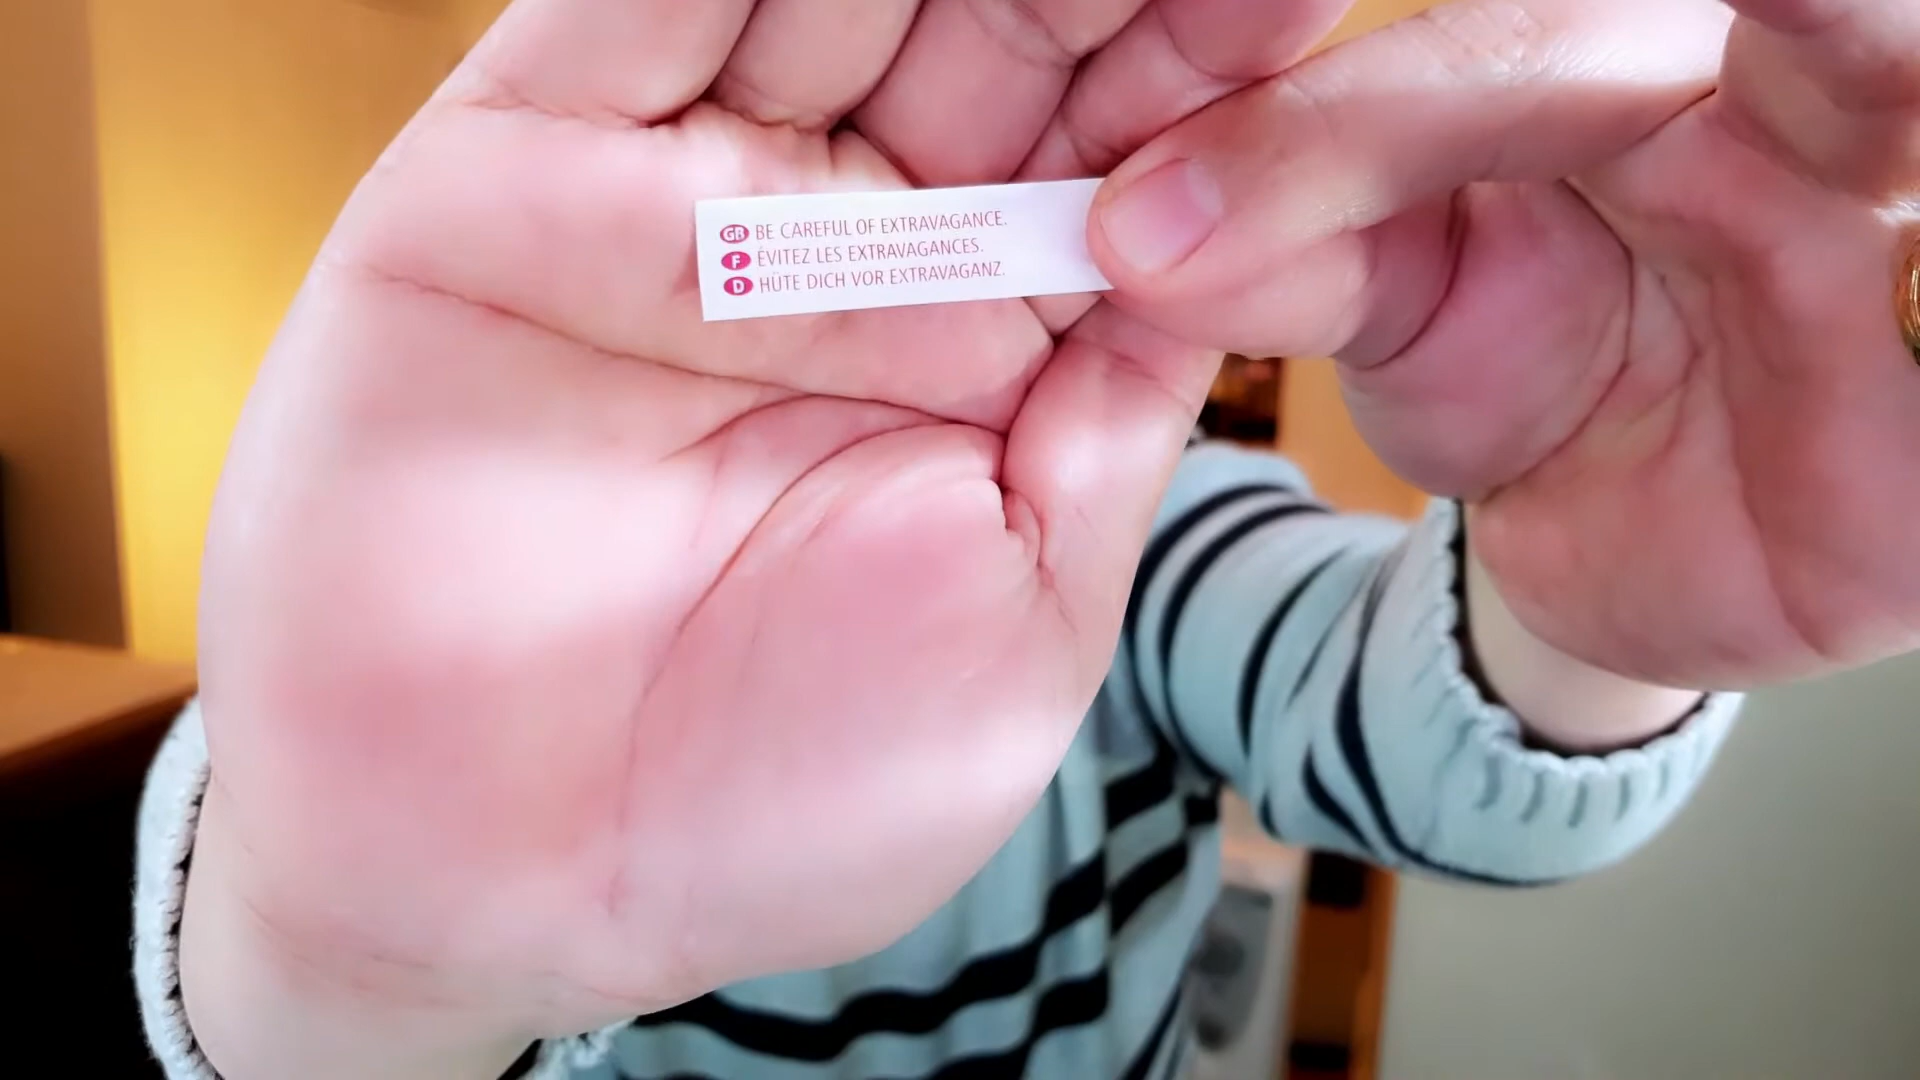 GB BE CAREFUL OF EXTRAVAGANCE.
F ÉVITEZ LES EXTRAVAGANCES.
D HÜTE DICH VOR EXTRAVAGANZ.